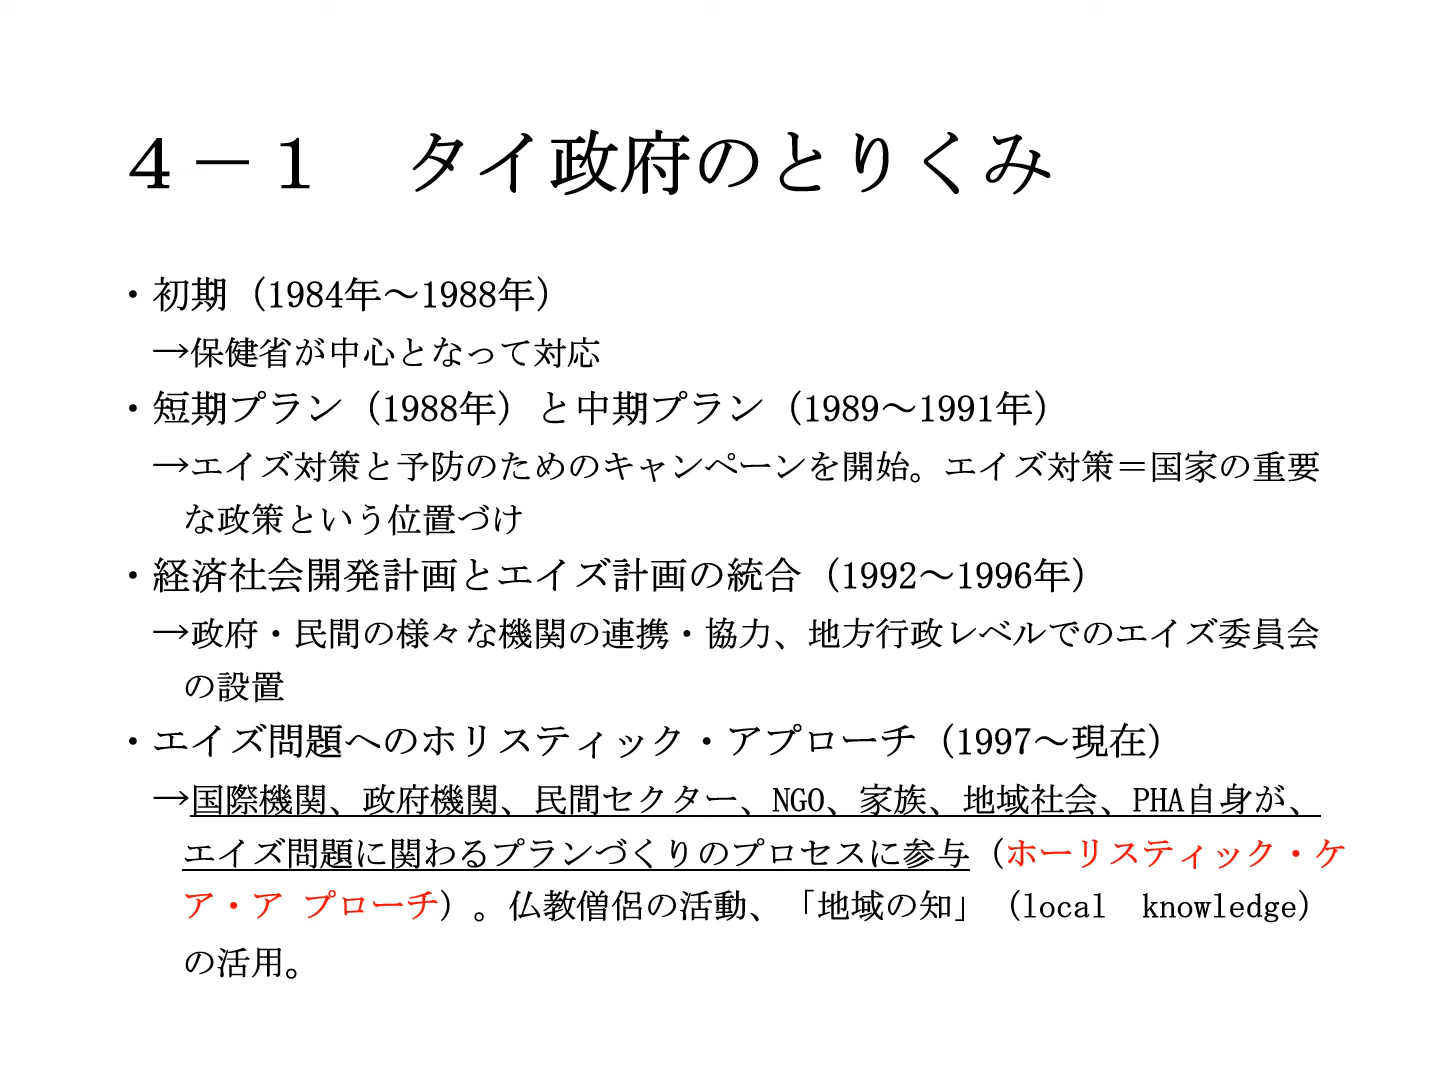 ４－１　タイ政府のとりくみ
・初期（1984年～1988年）
→保健省が中心となって対応
・短期プラン（1988年）と中期プラン（1989～1991年）
→エイズ対策と予防のためのキャンペーンを開始。エイズ対策＝国家の重要
な政策という位置づけ
・経済社会開発計画とエイズ計画の統合（1992～1996年）
→政府・民間の様々な機関の連携・協力、地方行政レベルでのエイズ委員会
の設置
・エイズ問題へのホリスティック・アプローチ（1997～現在）
→国際機関、政府機関、民間セクター、NGO、家族、地域社会、PHA自身が、
エイズ問題に関わるプランづくりのプロセスに参与（ホーリスティック・ケ
ア・ア プローチ）。仏教僧侶の活動、「地域の知」（local　knowledge）
の活用。